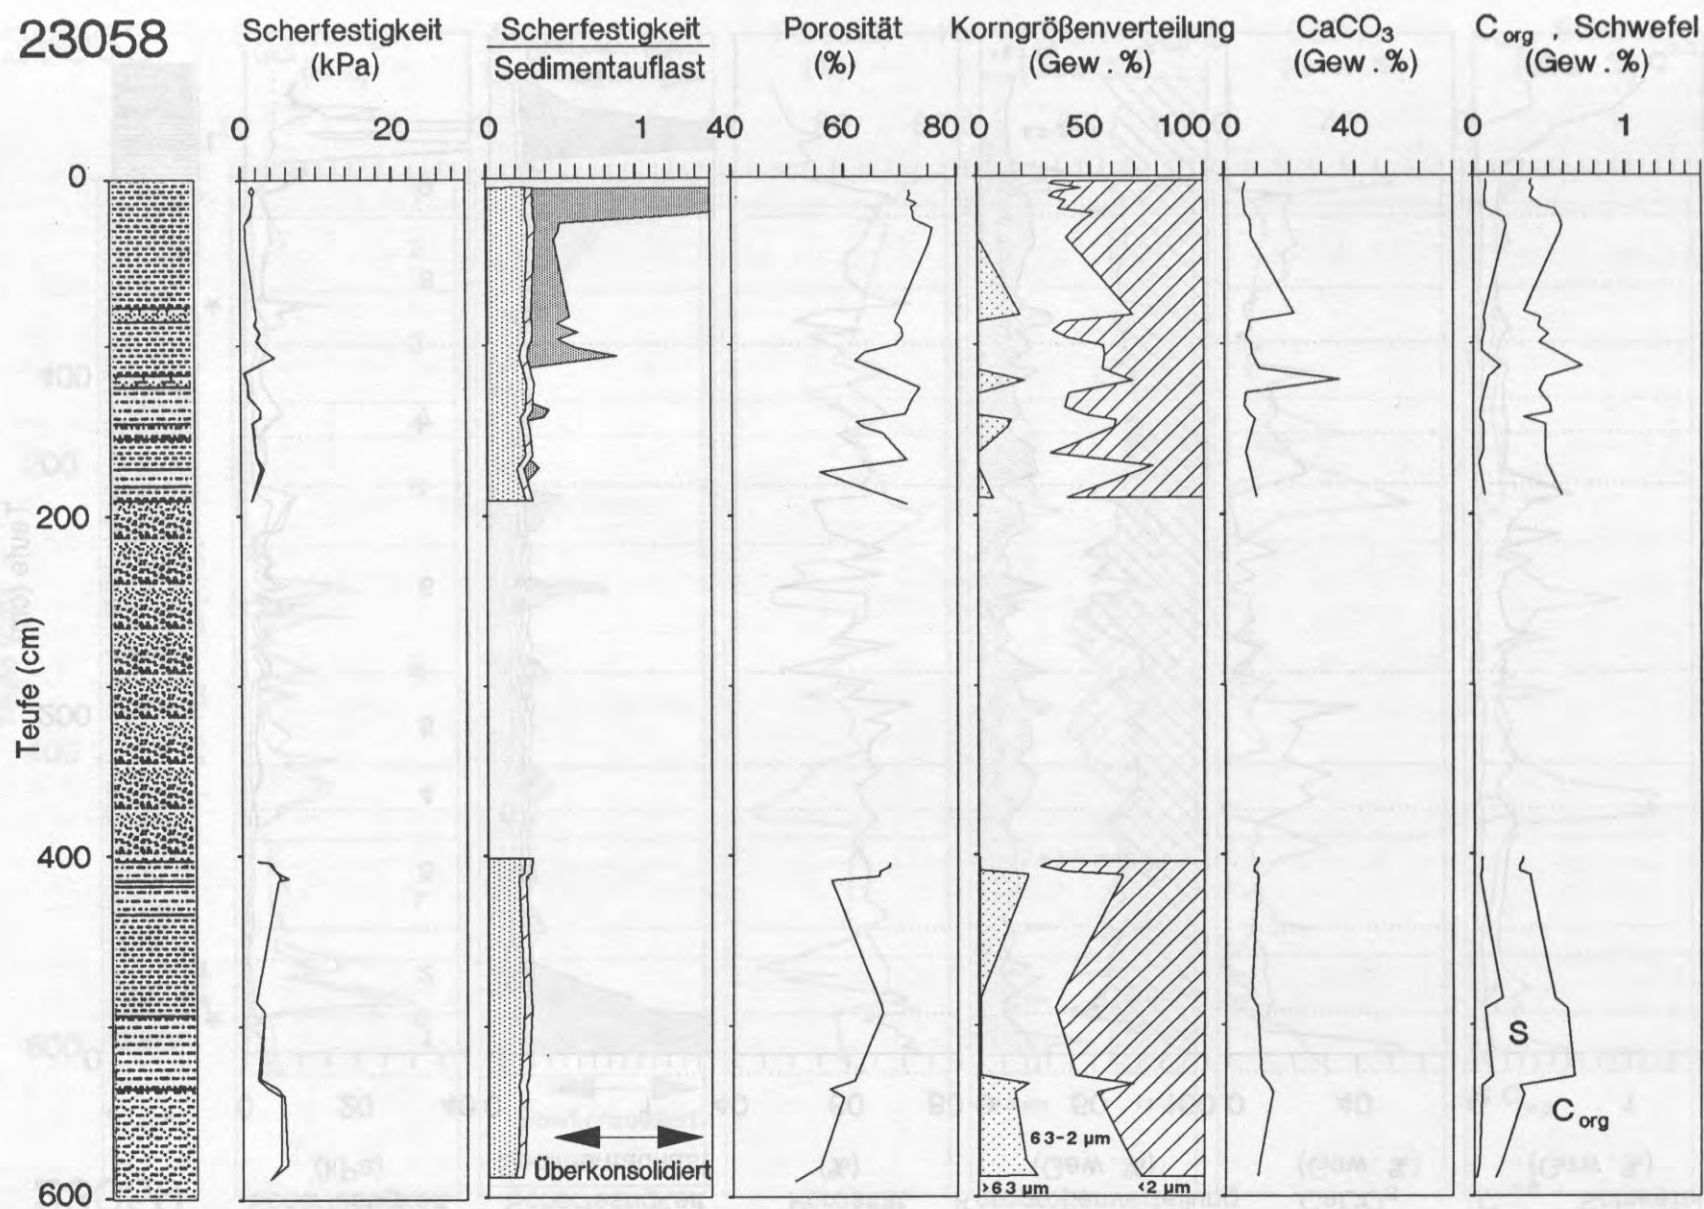 23058
Scherfestigkeit
(kPa)
Scherfestigkeit
Sedimentauflast
Porosität
(%)
Korngrößenverteilung
(Gew . %)
CaCO3
(Gew . %)
C org , Schwefel
(Gew . %)
0 20
0 1
40 60 80
0 50 100
0 40
0 1
0
200
400
600
Teufe (cm)
Überkonsolidiert
63-2 µm
>63 µm
<2 µm
S
C org